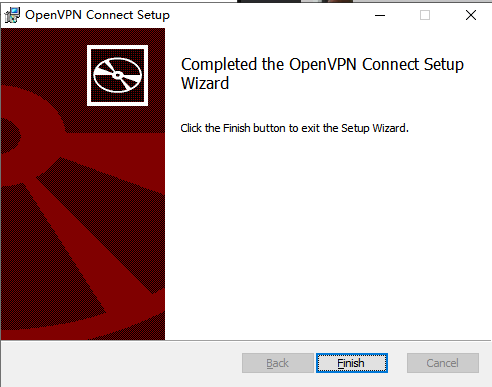 OpenVPN Connect Setup
Completed the OpenVPN Connect Setup
Wizard
Click the Finish button to exit the Setup Wizard.
Back
Finish
Cancel